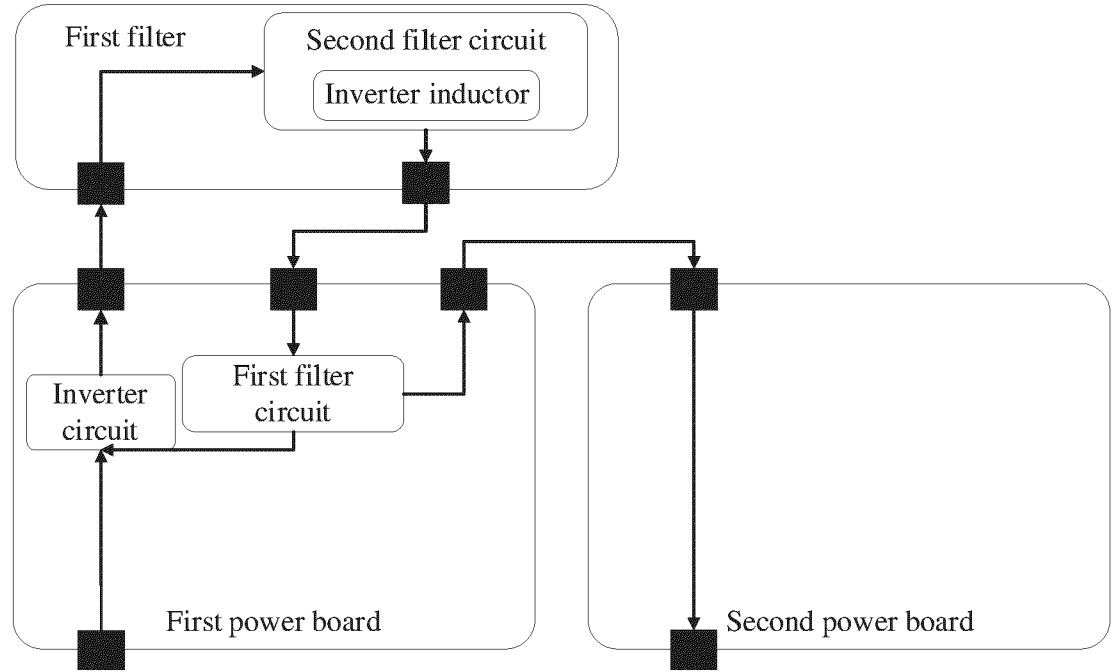 First filter
Second filter circuit
Inverter inductor
First filter
circuit
Inverter
circuit
First power board
Second power board